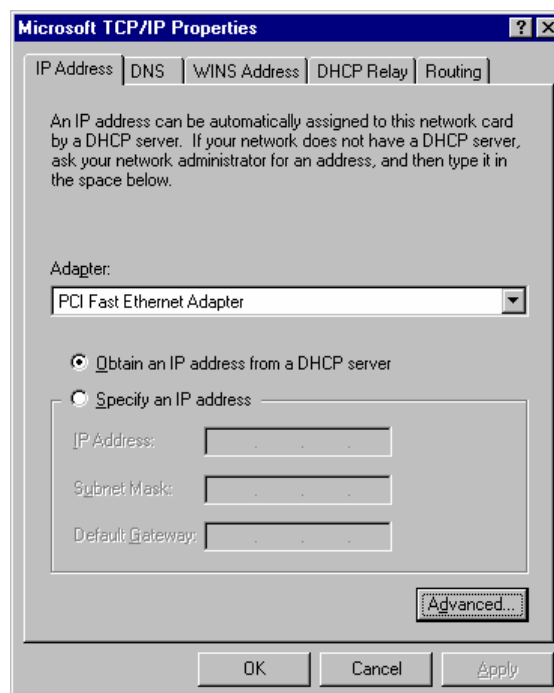 Microsoft TCP/IP Properties
IP Address DNS WINS Address DHCP Relay Routing
An IP address can be automatically assigned to this network card
by a DHCP server. If your network does not have a DHCP server,
ask your network administrator for an address, and then type it in
the space below.
Adapter:
PCI Fast Ethernet Adapter
Obtain an IP address from a DHCP server
Specify an IP address
IP Address:
Subnet Mask:
Default Gateway:
Advanced...
OK Cancel Apply